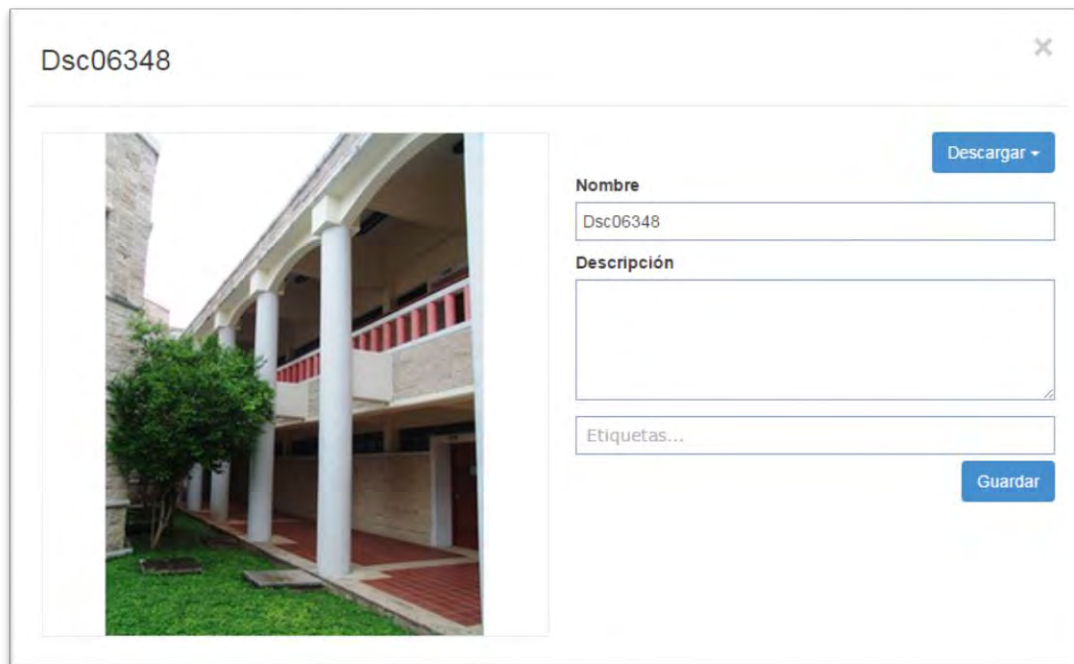 Dsc06348
×
Descargar
Nombre
Dsc06348
Descripción
Etiquetas...
Guardar